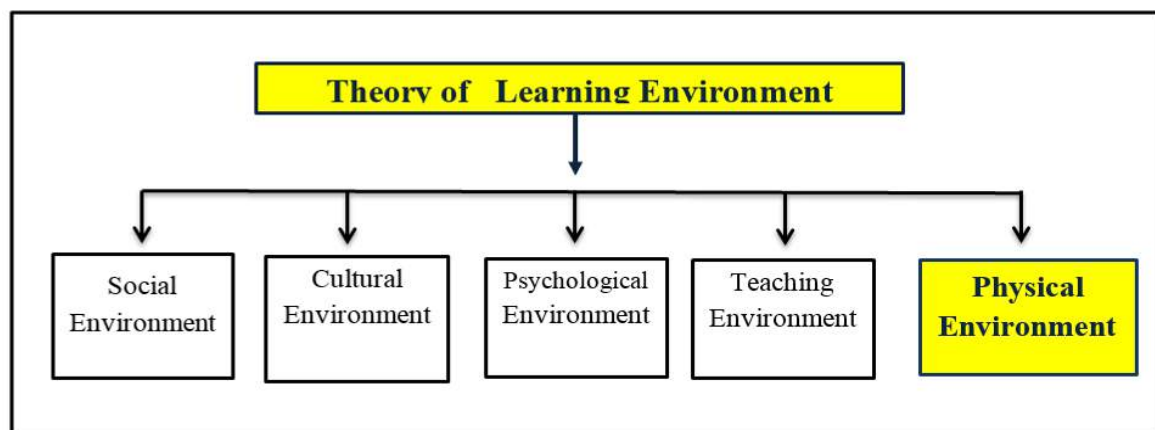 Theory of Learning Environment
Social
Environment
Cultural
Environment
Psychological
Environment
Teaching
Environment
Physical
Environment